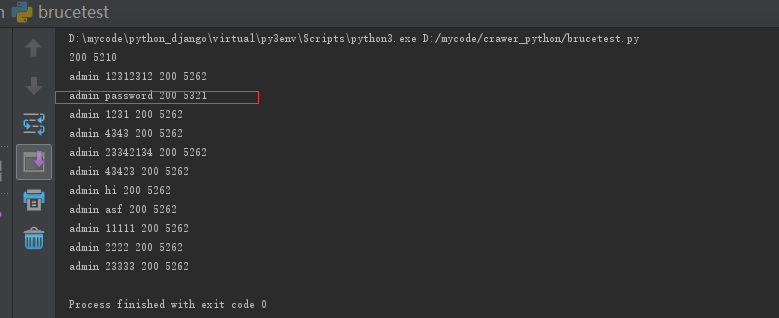 brucetest
D:\mycode\python_django\virtual\py3env\Scripts\python3.exe D:/mycode/crawer_python/brucetest.py
200 5210
admin 12312312 200 5262
admin password 200 5321
admin 1231 200 5262
admin 4343 200 5262
admin 23342134 200 5262
admin 43423 200 5262
admin hi 200 5262
admin asf 200 5262
admin 11111 200 5262
admin 2222 200 5262
admin 23333 200 5262
Process finished with exit code 0